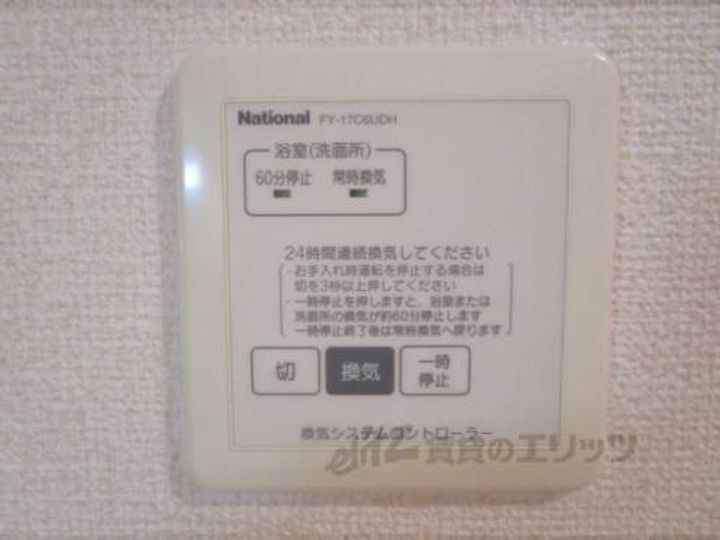 National FY-17C6UDH
浴室(洗面所)
60分停止 常時換気
24時間連続換気してください
・お手入れ時運転を停止する場合は
切を3秒以上押してください
・一時停止を押しますと、浴室または
洗面所の換気が約60分停止します
一時停止終了後は常時換気へ戻ります
切 換気 一時
停止
換気システムコントローラー
elitz 賃貸のエリッツ